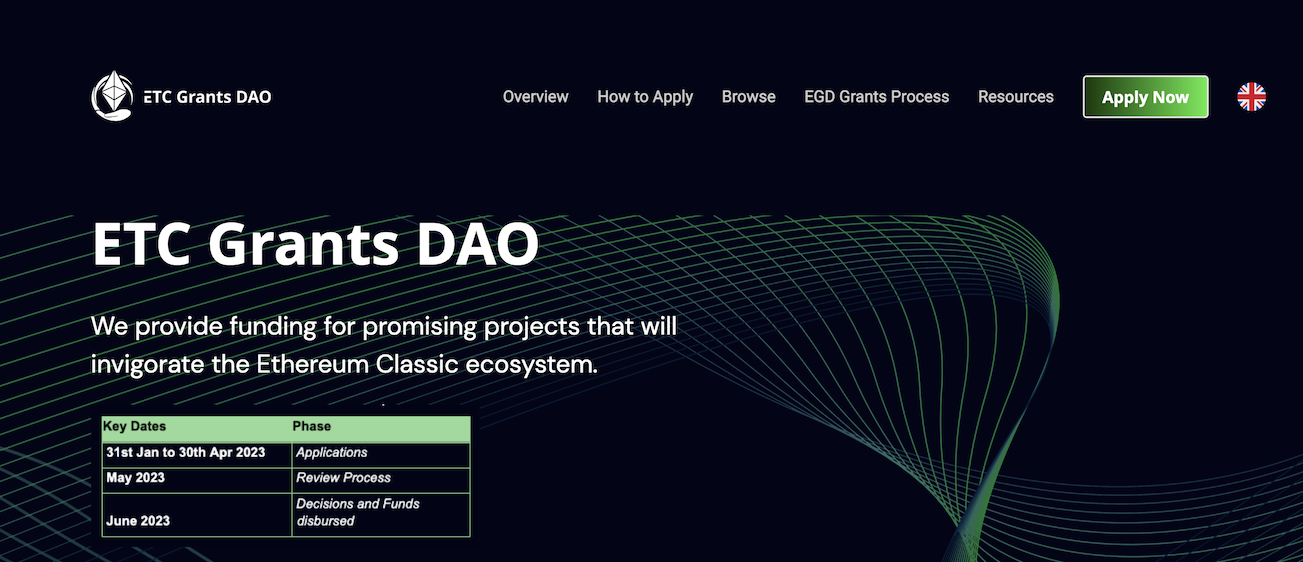 ETC Grants DAO
Overview How to Apply Browse EGD Grants Process Resources Apply Now
ETC Grants DAO
We provide funding for promising projects that will
invigorate the Ethereum Classic ecosystem.
Key Dates Phase
31st Jan to 30th Apr 2023 Applications
May 2023 Review Process
Decisions and Funds
June 2023 disbursed